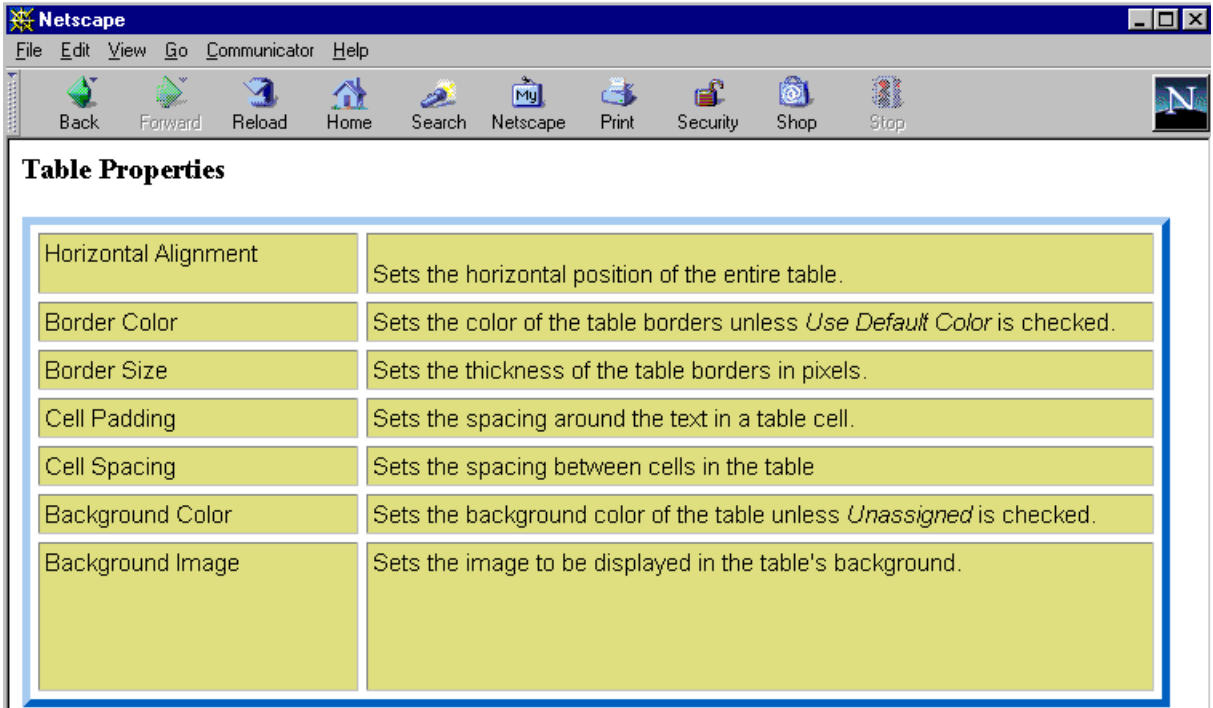 Netscape
File Edit View Go Communicator Help
My N
Back Forward Reload Home Search Netscape Print Security Shop Stop
Table Properties
Horizontal Alignment
Sets the horizontal position of the entire table.
Border Color Sets the color of the table borders unless Use Default Color is checked.
Border Size Sets the thickness of the table borders in pixels.
Cell Padding Sets the spacing around the text in a table cell.
Cell Spacing Sets the spacing between cells in the table
Background Color Sets the background color of the table unless Unassigned is checked.
Background Image Sets the image to be displayed in the table's background.